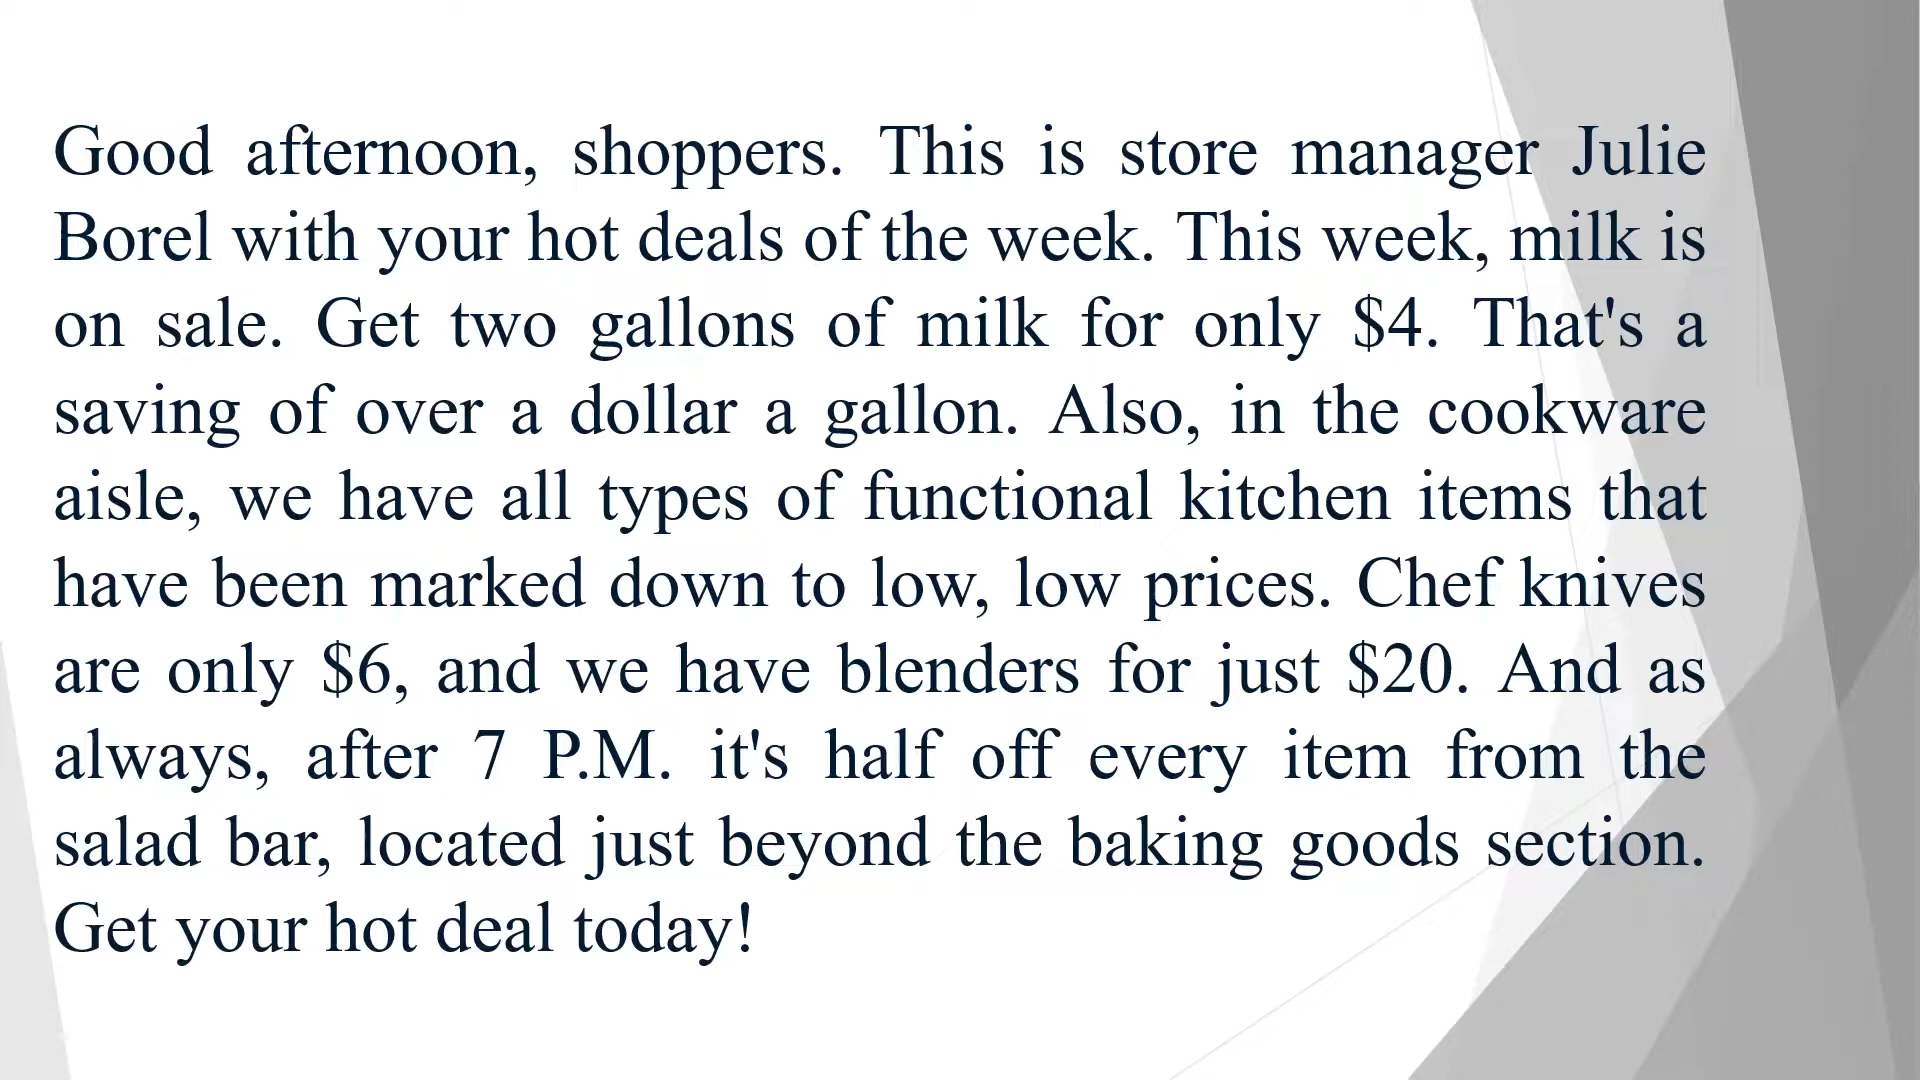 Good afternoon, shoppers. This is store manager Julie
Borel with your hot deals of the week. This week, milk is
on sale. Get two gallons of milk for only $4. That's a
saving of over a dollar a gallon. Also, in the cookware
aisle, we have all types of functional kitchen items that
have been marked down to low, low prices. Chef knives
are only $6, and we have blenders for just $20. And as
always, after 7 P.M. it's half off every item from the
salad bar, located just beyond the baking goods section.
Get your hot deal today!